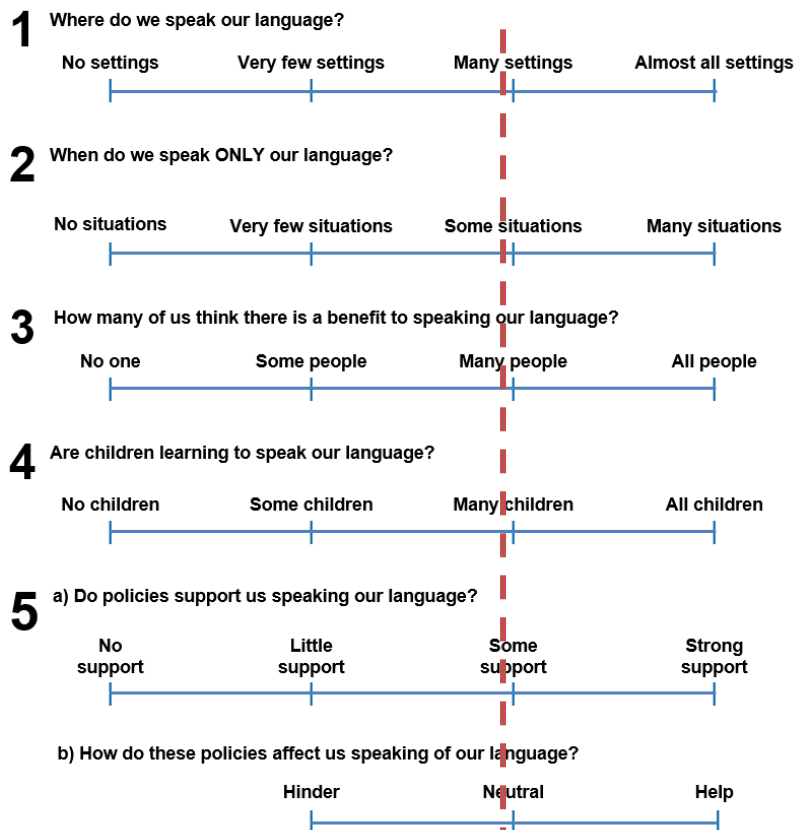 1 Where do we speak our language?
No settings Very few settings Many settings Almost all settings
2 When do we speak ONLY our language?
No situations Very few situations Some situations Many situations
3 How many of us think there is a benefit to speaking our language?
No one Some people Many people All people
4 Are children learning to speak our language?
No children Some children Many children All children
5 a) Do policies support us speaking our language?
No support Little support Some support Strong support
b) How do these policies affect us speaking of our language?
Hinder Neutral Help